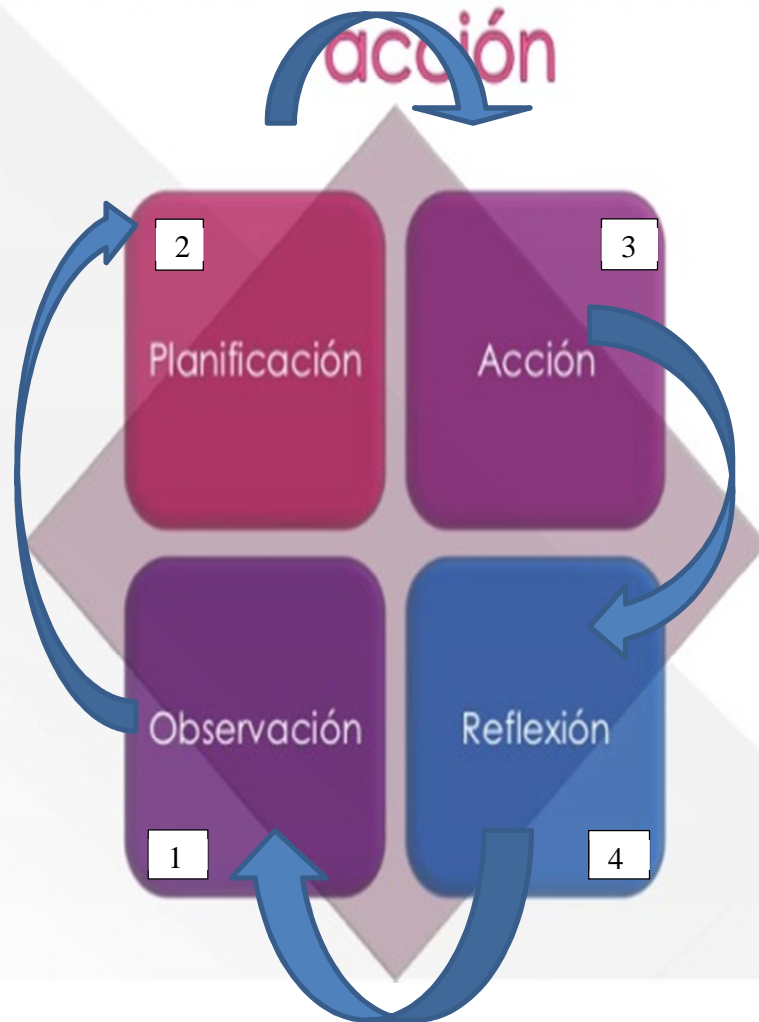 acción
2
3
Planificación
Acción
Observación
Reflexión
1
4